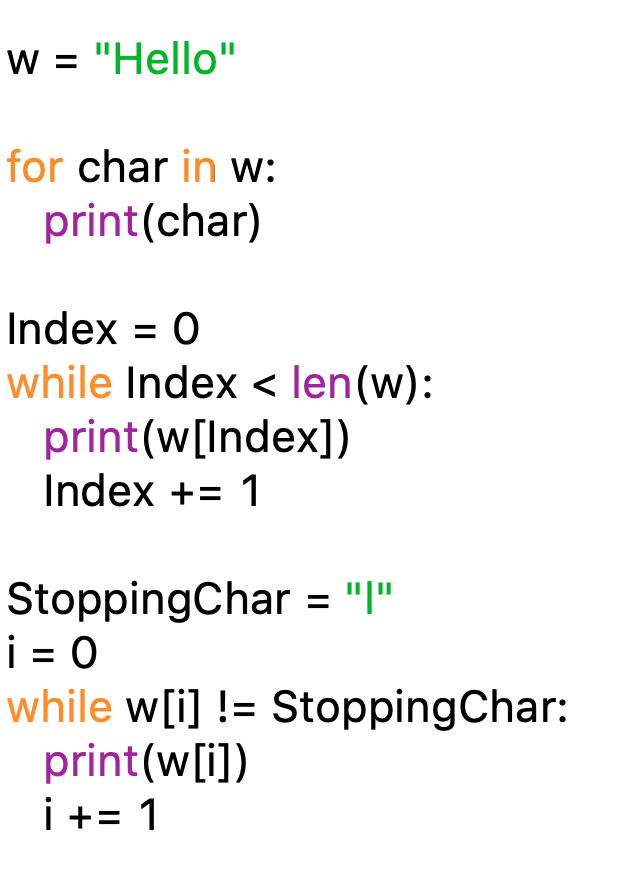 w = "Hello"
for char in w:
   print(char)
Index = 0
while Index < len(w):
   print(w[Index])
   Index += 1
StoppingChar = "l"
i = 0
while w[i] != StoppingChar:
   print(w[i])
   i += 1